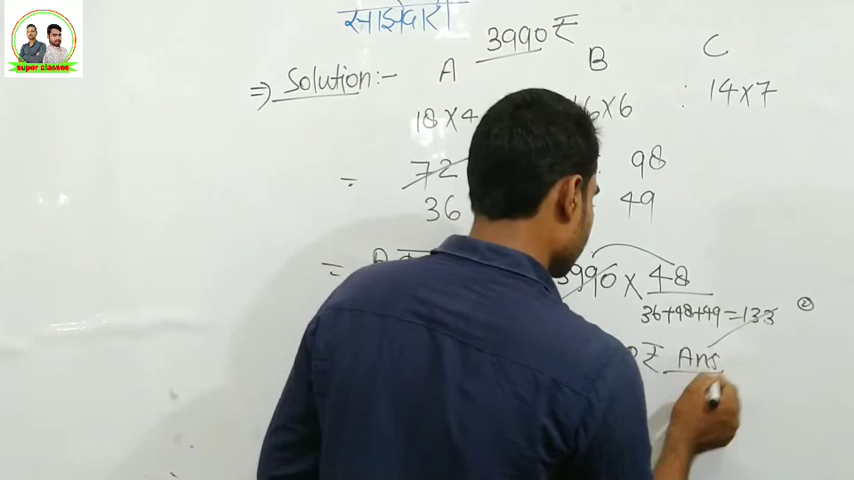 साझेदारी
3990 ₹
⇒ Solution :- A B C
18×4 16×6 : 14×7
= 72 98
36 49
= 3990 × 48
36+48+49=133 ②
₹ Ans
super classes